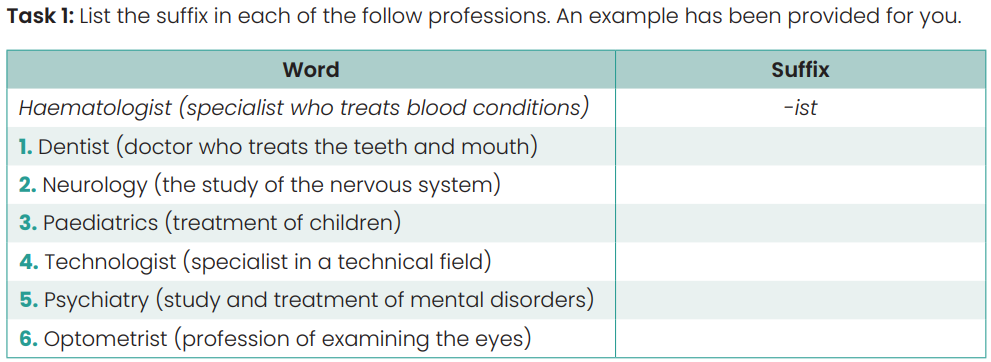 Task 1: List the suffix in each of the follow professions. An example has been provided for you.
Word Suffix
Haematologist (specialist who treats blood conditions) -ist
1. Dentist (doctor who treats the teeth and mouth)
2. Neurology (the study of the nervous system)
3. Paediatrics (treatment of children)
4. Technologist (specialist in a technical field)
5. Psychiatry (study and treatment of mental disorders)
6. Optometrist (profession of examining the eyes)